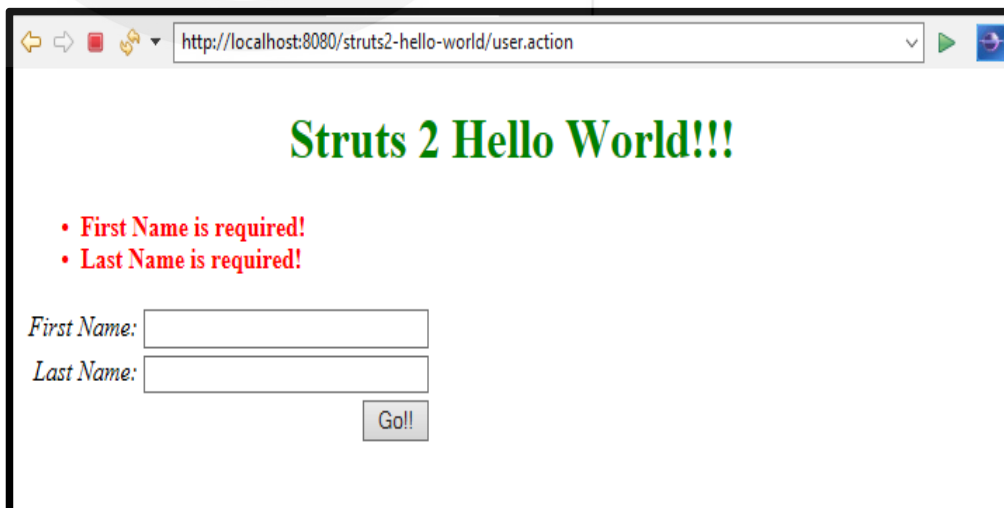 http://localhost:8080/struts2-hello-world/user.action
Struts 2 Hello World!!!
• First Name is required!
• Last Name is required!
First Name:
Last Name:
Go!!